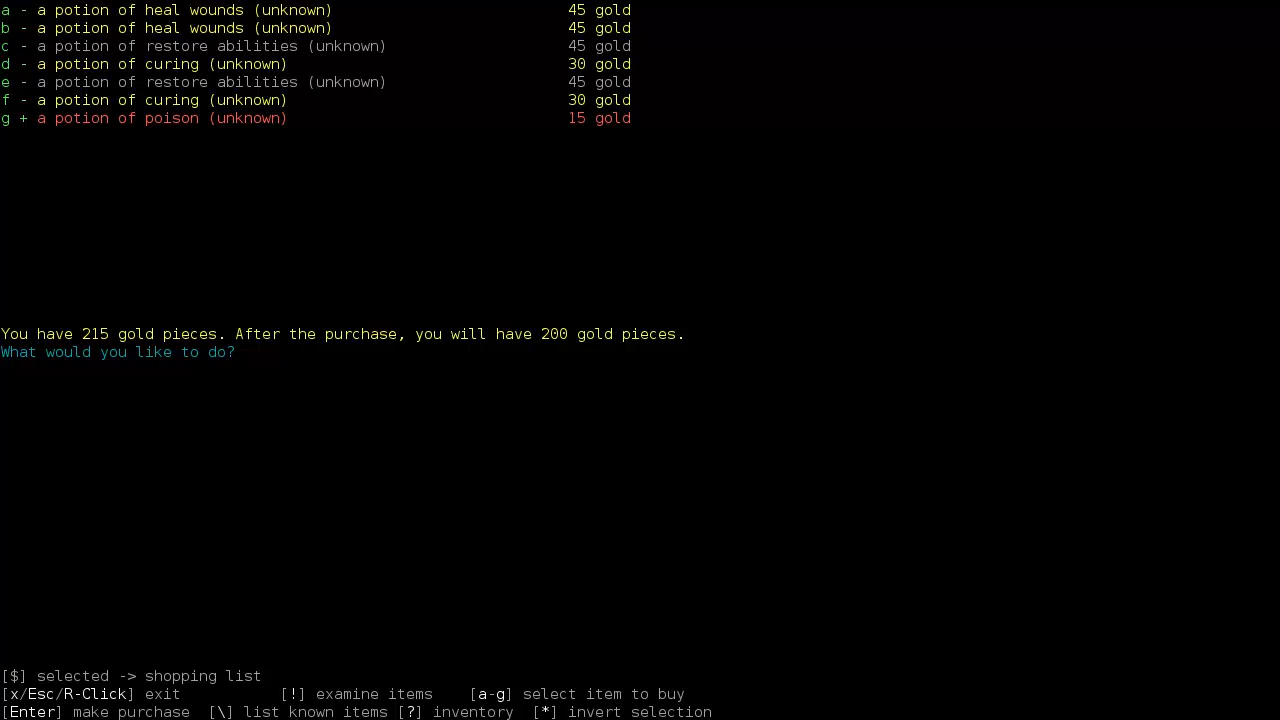 a - a potion of heal wounds (unknown) 45 gold
b - a potion of heal wounds (unknown) 45 gold
c - a potion of restore abilities (unknown) 45 gold
d - a potion of curing (unknown) 30 gold
e - a potion of restore abilities (unknown) 45 gold
f - a potion of curing (unknown) 30 gold
g + a potion of poison (unknown) 15 gold
You have 215 gold pieces. After the purchase, you will have 200 gold pieces.
What would you like to do?
[$] selected -> shopping list
[x/Esc/R-Click] exit [!] examine items [a-g] select item to buy
[Enter] make purchase [\] list known items [?] inventory [*] invert selection